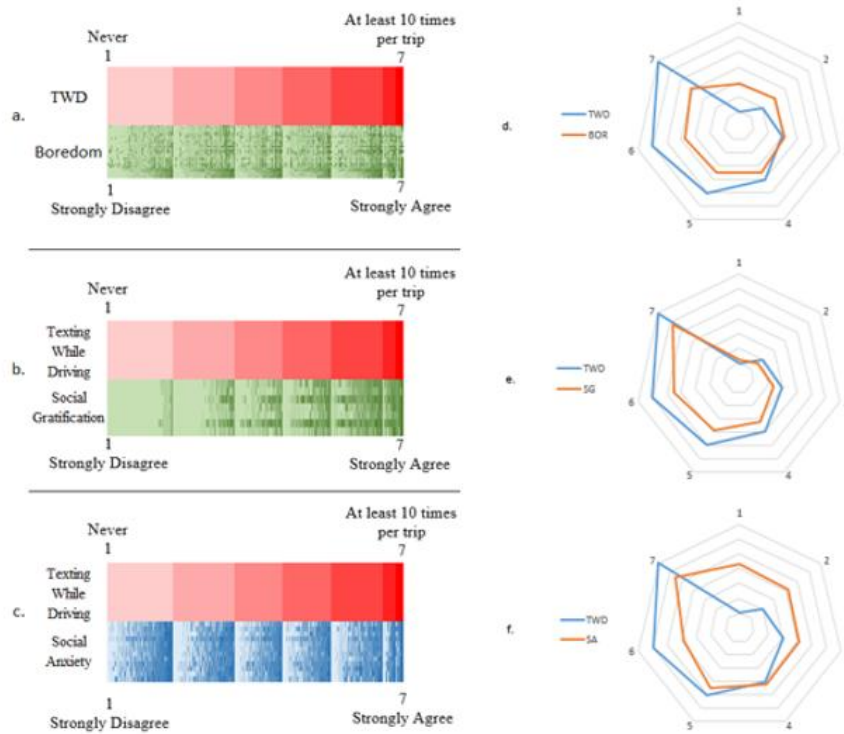 At least 10 times
Never
per trip
1
7
TWD
a.
Boredom
1
7
Strongly Disagree
Strongly Agree
1
2
4
5
6
7
d.
TWD
BOR
At least 10 times
Never
per trip
1
7
Texting
While
Driving
b.
Social
Gratification
1
7
Strongly Disagree
Strongly Agree
1
2
4
5
6
7
e.
TWD
SG
At least 10 times
Never
per trip
1
7
Texting
While
Driving
c.
Social
Anxiety
1
7
Strongly Disagree
Strongly Agree
1
2
4
5
6
7
f.
TWD
SA